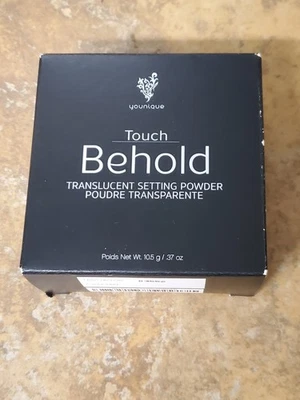 younique
Touch
Behold
TRANSLUCENT SETTING POWDER
POUDRE TRANSPARENTE
Poids Net Wt. 10.5 g / .37 oz